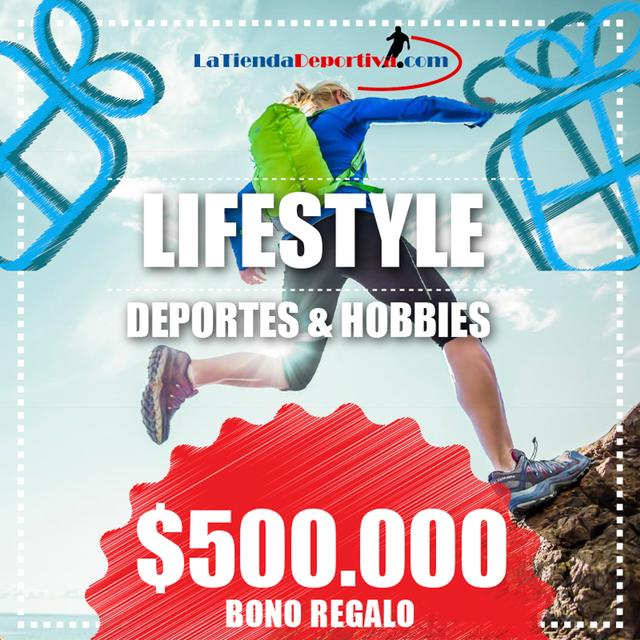 LaTiendaDeportiva.com
LIFESTYLE
DEPORTES & HOBBIES
$500.000
BONO REGALO